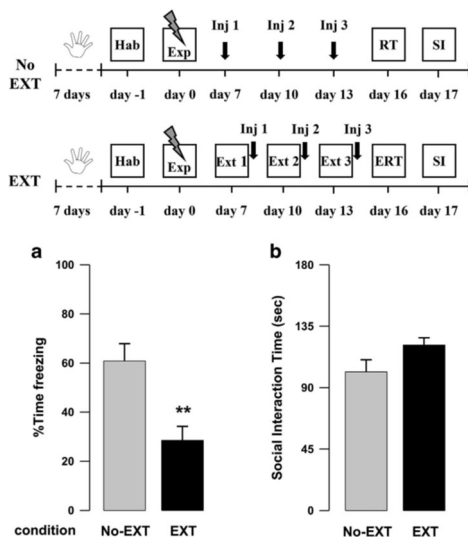 Inj 1 Inj 2 Inj 3
Hab Exp RT SI
No
EXT
7 days day -1 day 0 day 7 day 10 day 13 day 16 day 17
Inj 1 Inj 2 Inj 3
Hab Exp Ext 1 Ext 2 Ext 3 ERT SI
EXT
7 days day -1 day 0 day 7 day 10 day 13 day 16 day 17
a
100
80
60
40
20
0
%Time freezing
**
condition No-EXT EXT
b
180
135
90
45
0
Social Interaction Time (sec)
No-EXT EXT